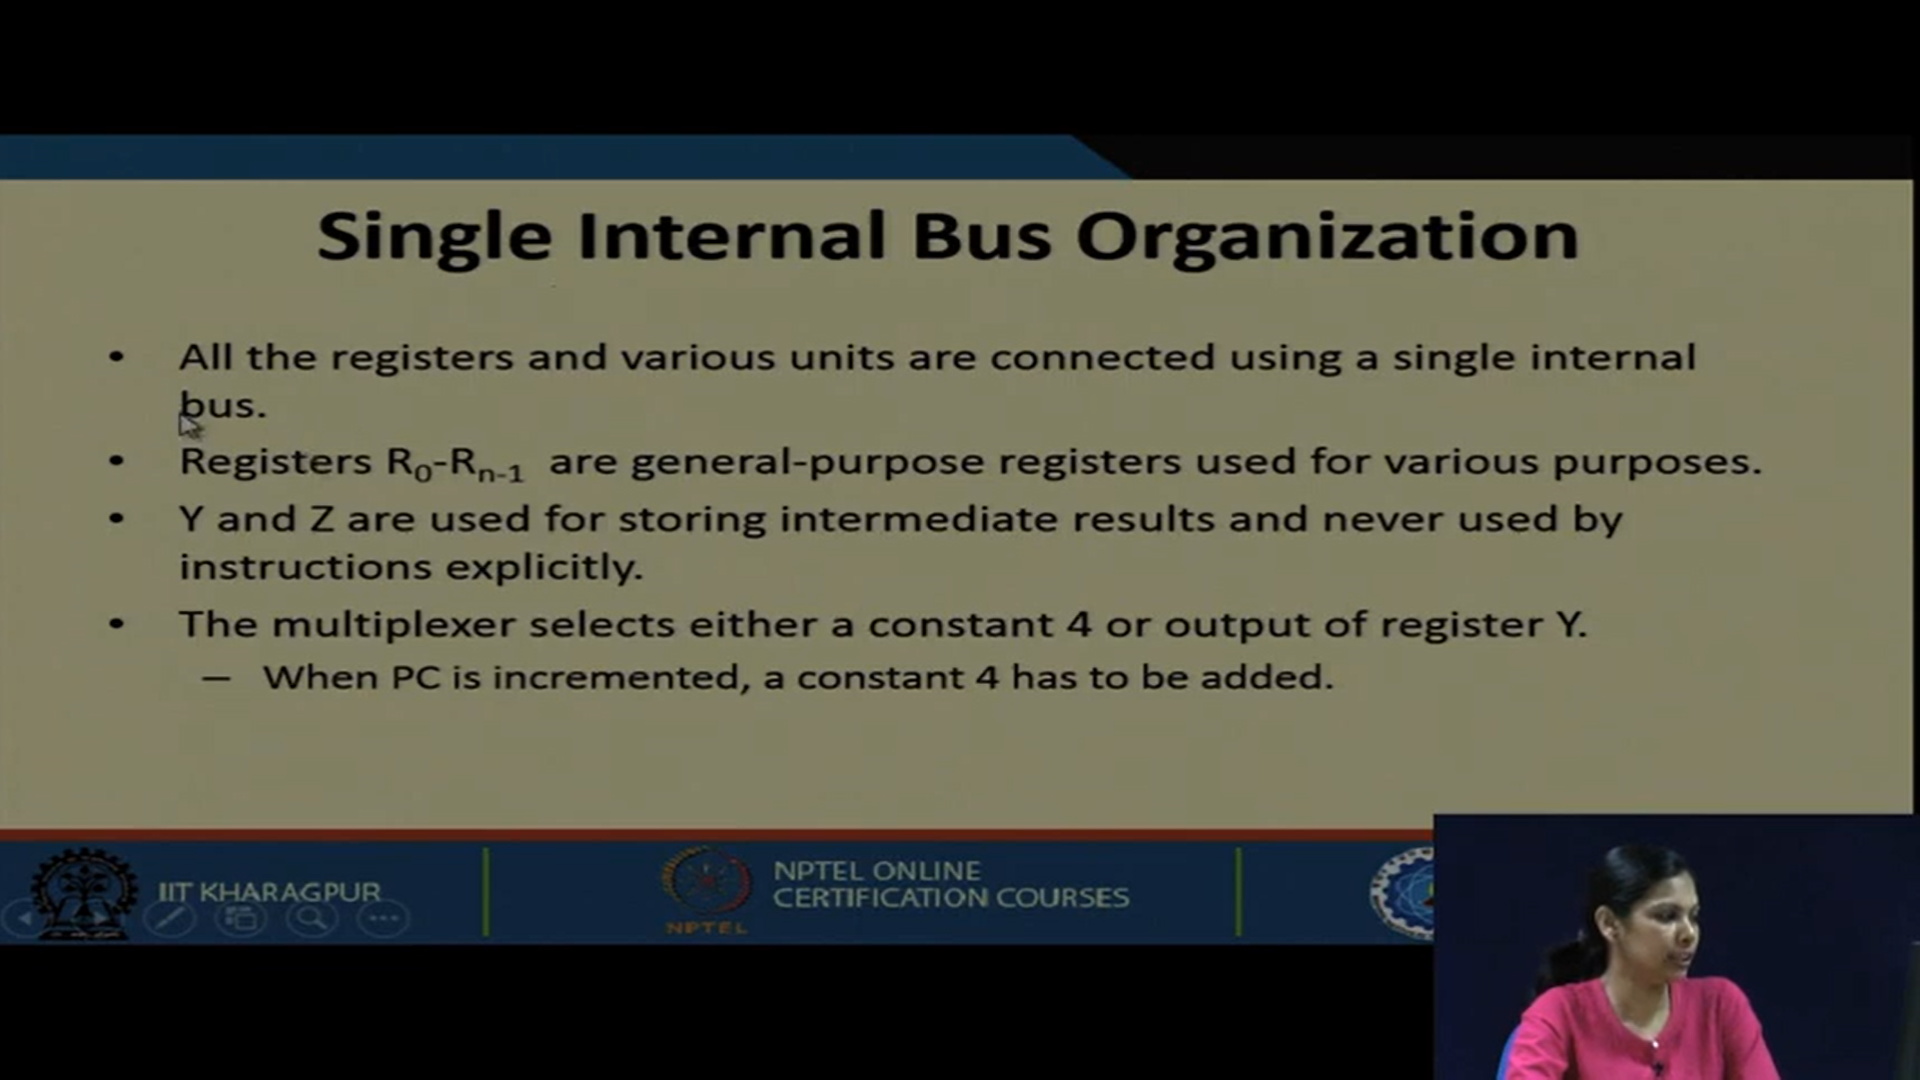 Single Internal Bus Organization
• All the registers and various units are connected using a single internal
bus.
• Registers R₀-Rₙ₋₁ are general-purpose registers used for various purposes.
• Y and Z are used for storing intermediate results and never used by
instructions explicitly.
• The multiplexer selects either a constant 4 or output of register Y.
– When PC is incremented, a constant 4 has to be added.
IIT KHARAGPUR
NPTEL ONLINE
CERTIFICATION COURSES
NPTEL